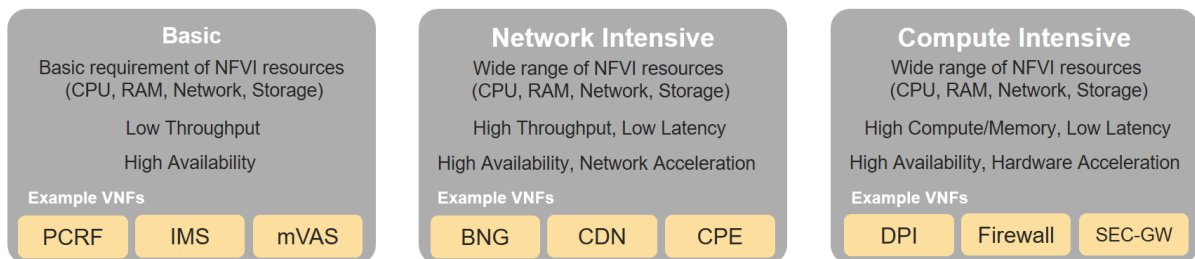 Basic
Basic requirement of NFVI resources
(CPU, RAM, Network, Storage)
Low Throughput
High Availability
Example VNFs
PCRF
IMS
mVAS
Network Intensive
Wide range of NFVI resources
(CPU, RAM, Network, Storage)
High Throughput, Low Latency
High Availability, Network Acceleration
Example VNFs
BNG
CDN
CPE
Compute Intensive
Wide range of NFVI resources
(CPU, RAM, Network, Storage)
High Compute/Memory, Low Latency
High Availability, Hardware Acceleration
Example VNFs
DPI
Firewall
SEC-GW